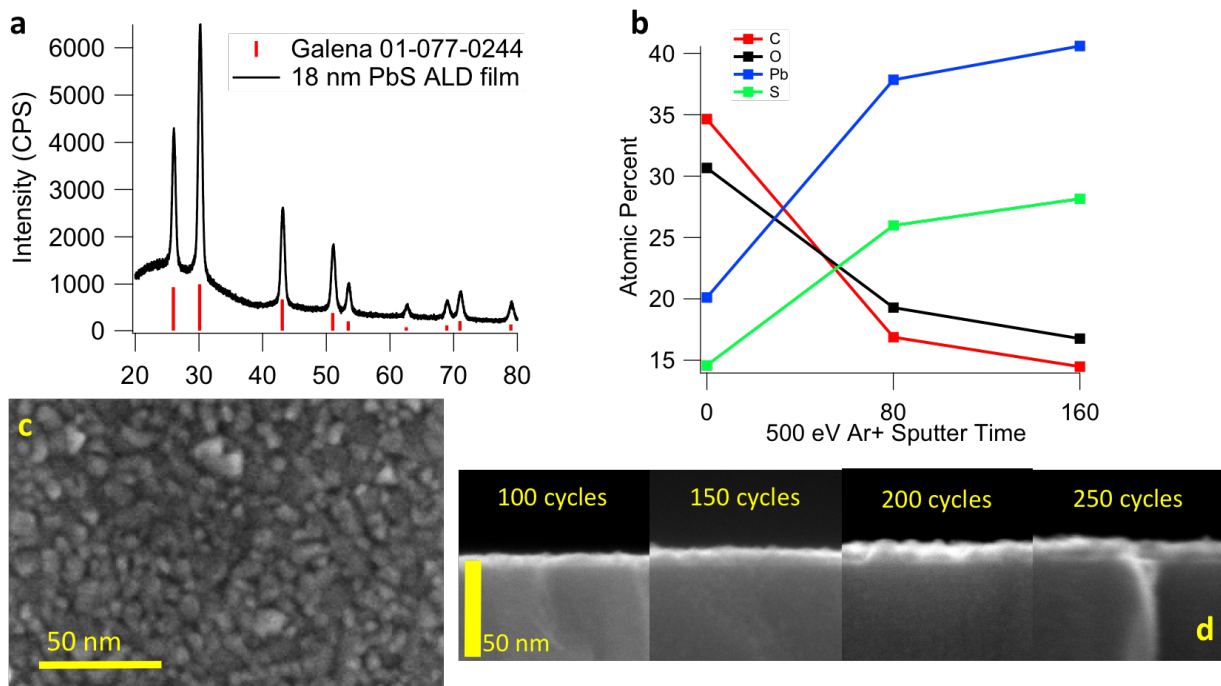 a
6000
5000
4000
3000
2000
1000
0
Intensity (CPS)
Galena 01-077-0244
18 nm PbS ALD film
20 30 40 50 60 70 80
b
40
35
30
25
20
15
Atomic Percent
C
O
Pb
S
0 80 160
500 eV Ar+ Sputter Time
c
50 nm
100 cycles
150 cycles
200 cycles
250 cycles
50 nm
d